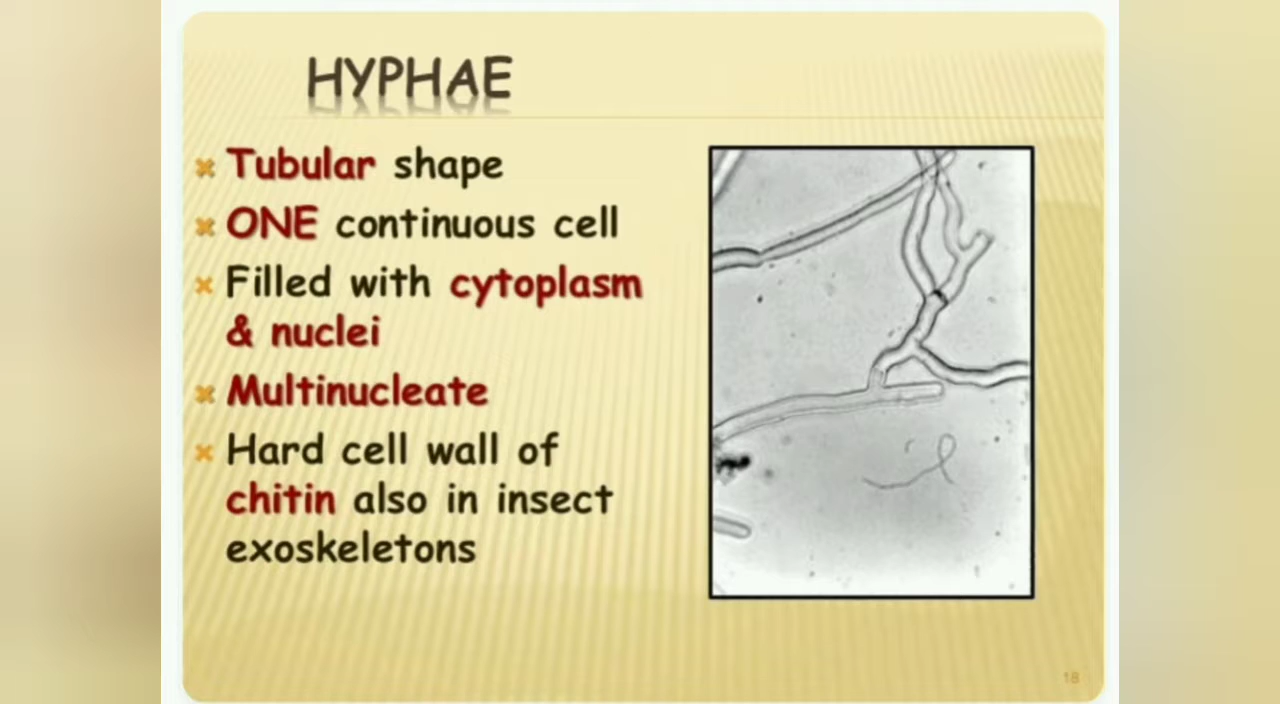 HYPHAE
Tubular shape
ONE continuous cell
Filled with cytoplasm
& nuclei
Multinucleate
Hard cell wall of
chitin also in insect
exoskeletons
18